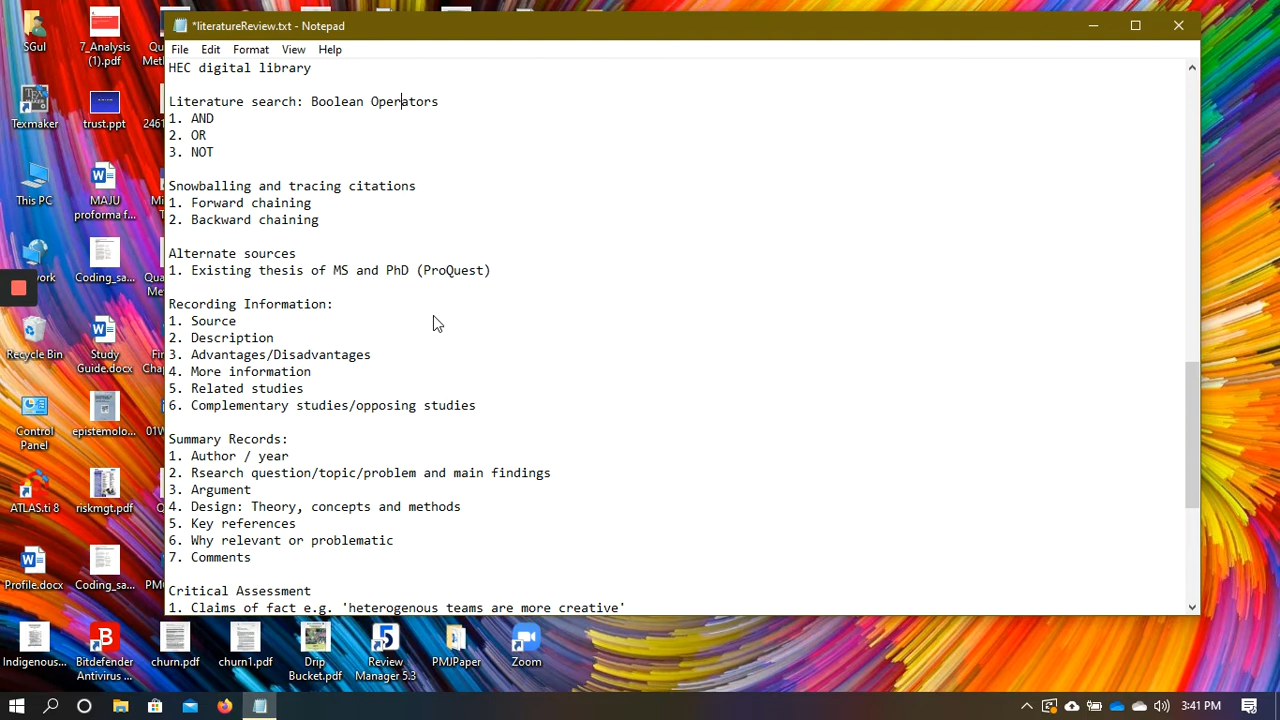 *literatureReview.txt - Notepad
File Edit Format View Help
HEC digital library
Literature search: Boolean Operators
1. AND
2. OR
3. NOT
Snowballing and tracing citations
1. Forward chaining
2. Backward chaining
Alternate sources
1. Existing thesis of MS and PhD (ProQuest)
Recording Information:
1. Source
2. Description
3. Advantages/Disadvantages
4. More information
5. Related studies
6. Complementary studies/opposing studies
Summary Records:
1. Author / year
2. Rsearch question/topic/problem and main findings
3. Argument
4. Design: Theory, concepts and methods
5. Key references
6. Why relevant or problematic
7. Comments
Critical Assessment
1. Claims of fact e.g. 'heterogenous teams are more creative'
SGul
7_Analysis
(1).pdf
Texmaker
trust.ppt
This PC
MAJU
proforma f...
Coding_sa...
Recycle Bin
Study
Guide.docx
Control
Panel
epistemolo...
ATLAS.ti 8
riskmgt.pdf
Profile.docx
Coding_sa...
Indigenous...
Bitdefender
Antivirus ...
churn.pdf
churn1.pdf
Drip
Bucket.pdf
Review
Manager 5.3
PMJPaper
Zoom
3:41 PM